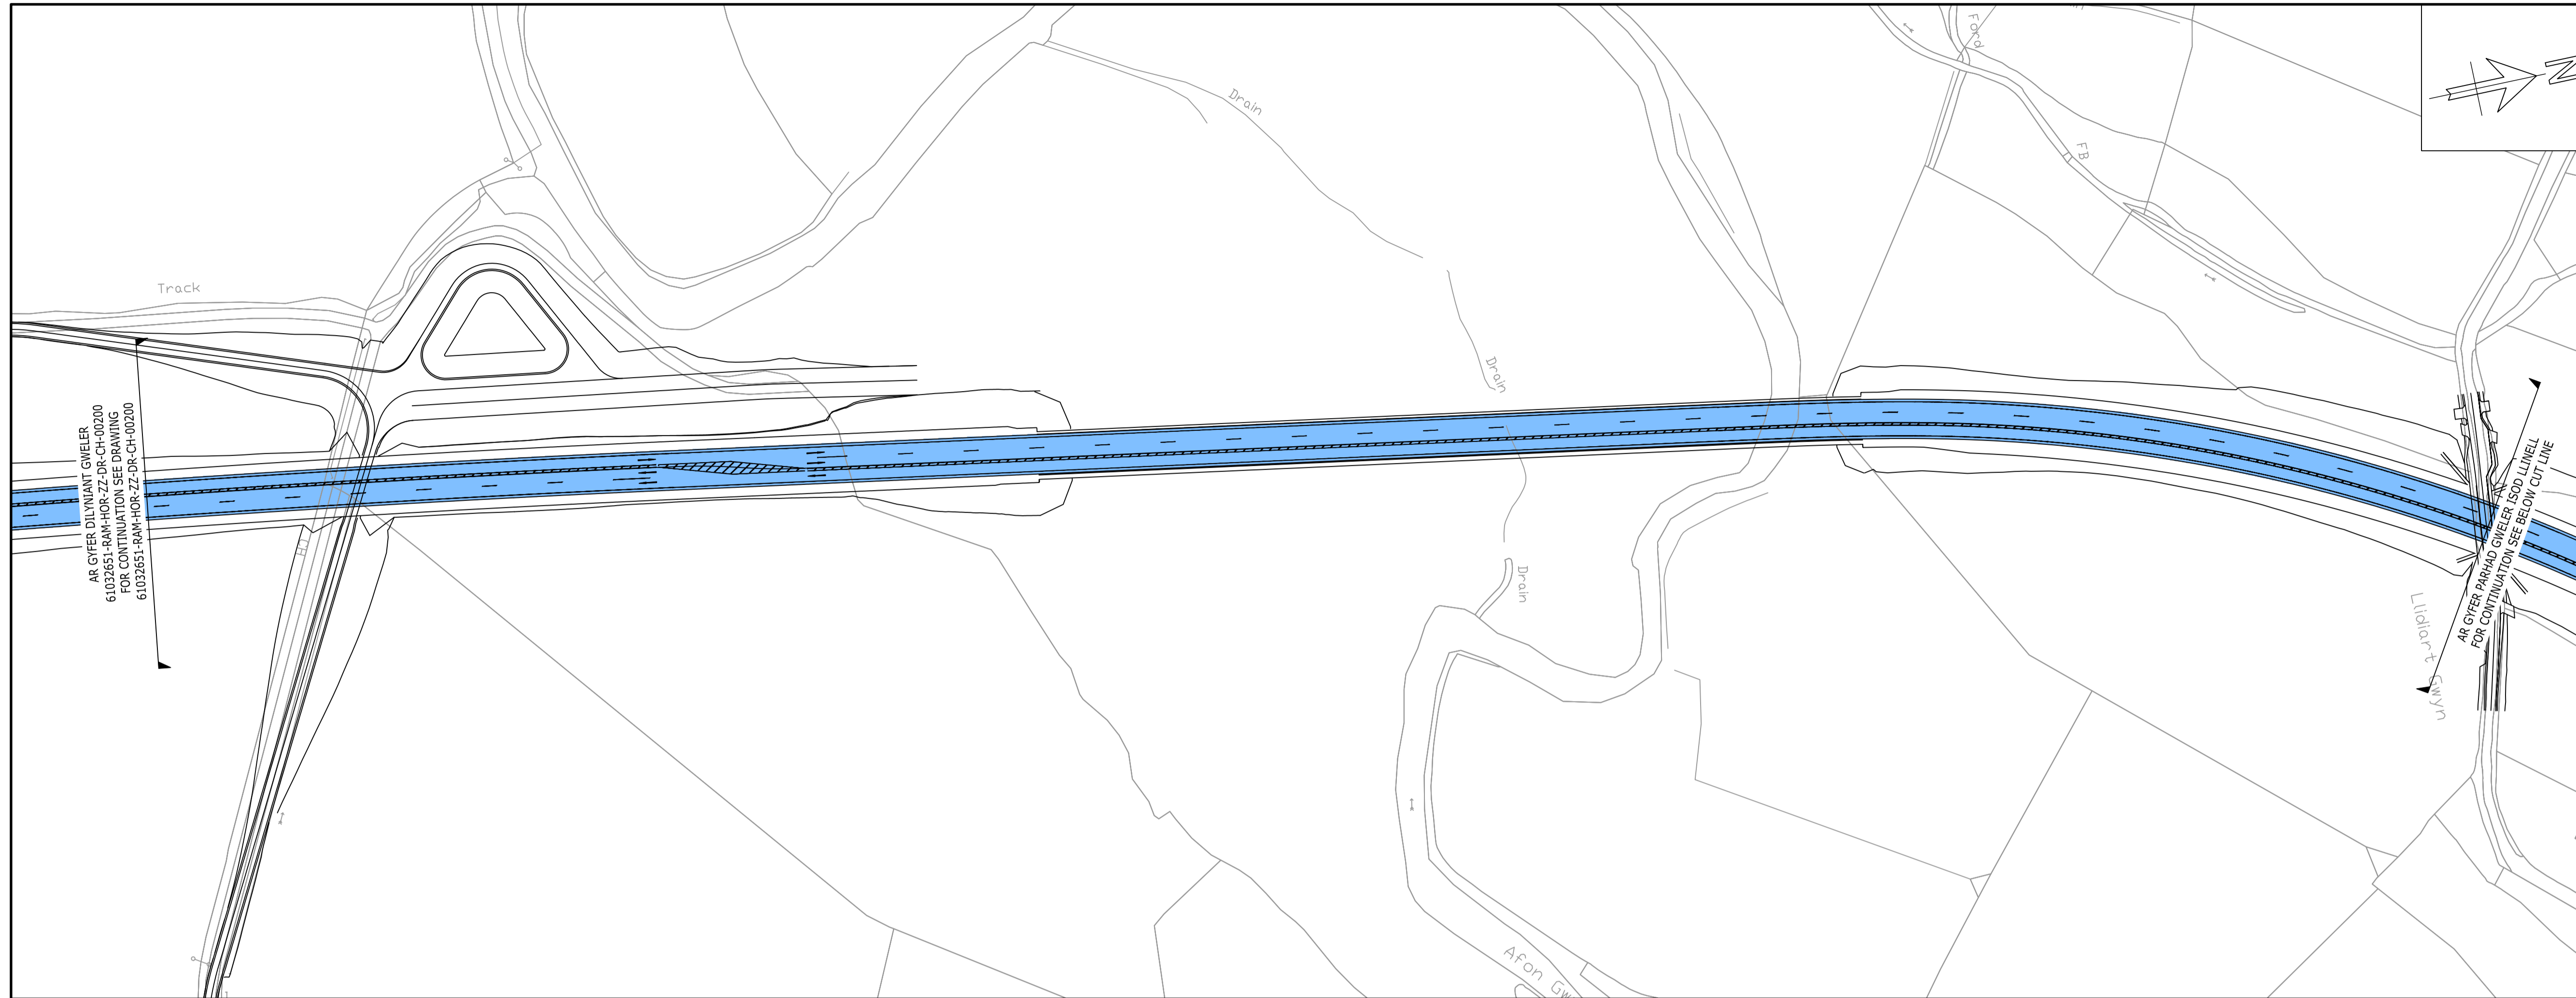 Track
AR GYFER DILYNIANT GWELER
61032651-RAM-HOR-ZZ-DR-CH-00200
FOR CONTINUATION SEE DRAWING
61032651-RAM-HOR-ZZ-DR-CH-00200
CH
Drain
Drain
Drain
Ford
FB
N
AR GYFER PARHAD GWELER ISOD LLINELL
FOR CONTINUATION SEE BELOW CUT LINE
Llidiart Gwyn
Afon Gw